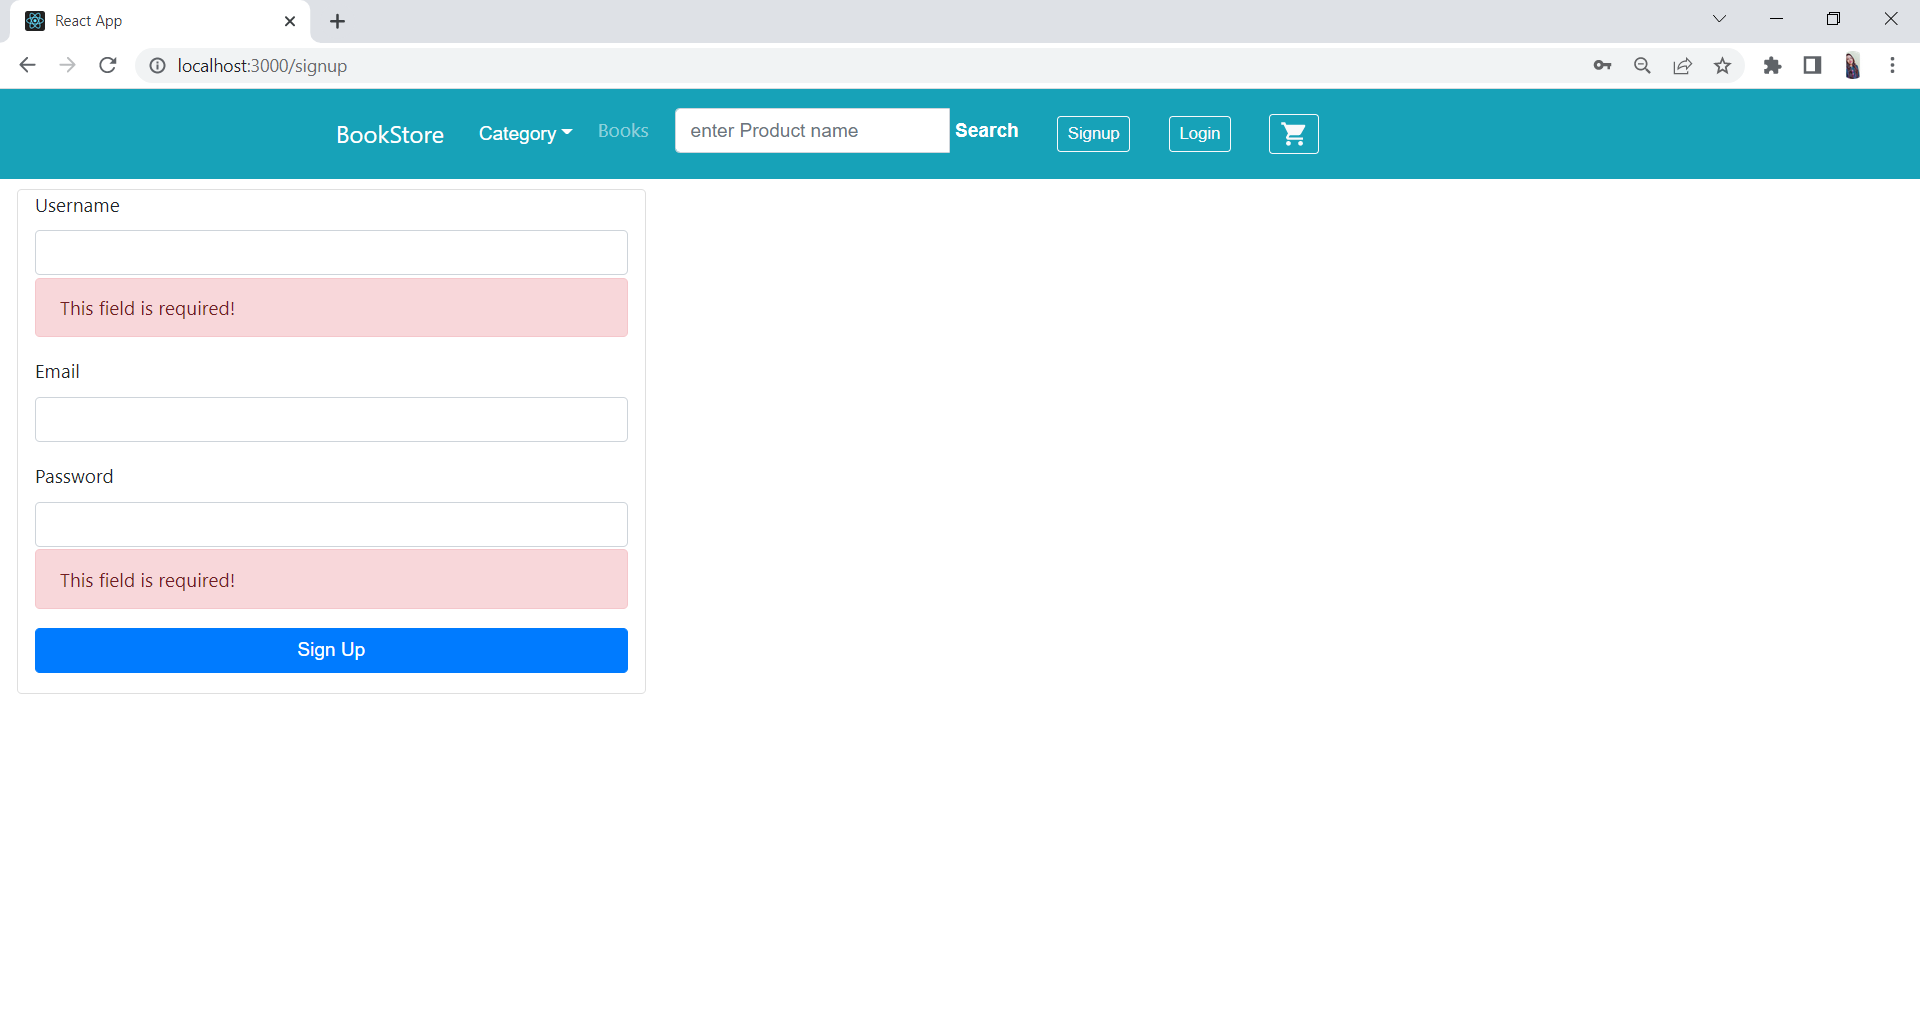 React App
localhost:3000/signup
BookStore Category Books enter Product name Search Signup Login
Username
This field is required!
Email
Password
This field is required!
Sign Up